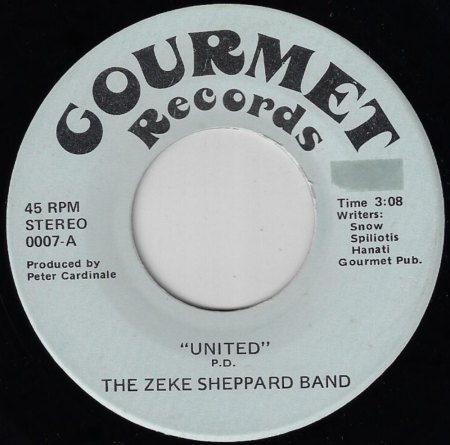 GOURMET
Records
45 RPM
STEREO
0007-A
Produced by
Peter Cardinale
Time 3:08
Writers:
Snow
Spiliotis
Hanati
Gourmet Pub.
"UNITED"
P.D.
THE ZEKE SHEPPARD BAND